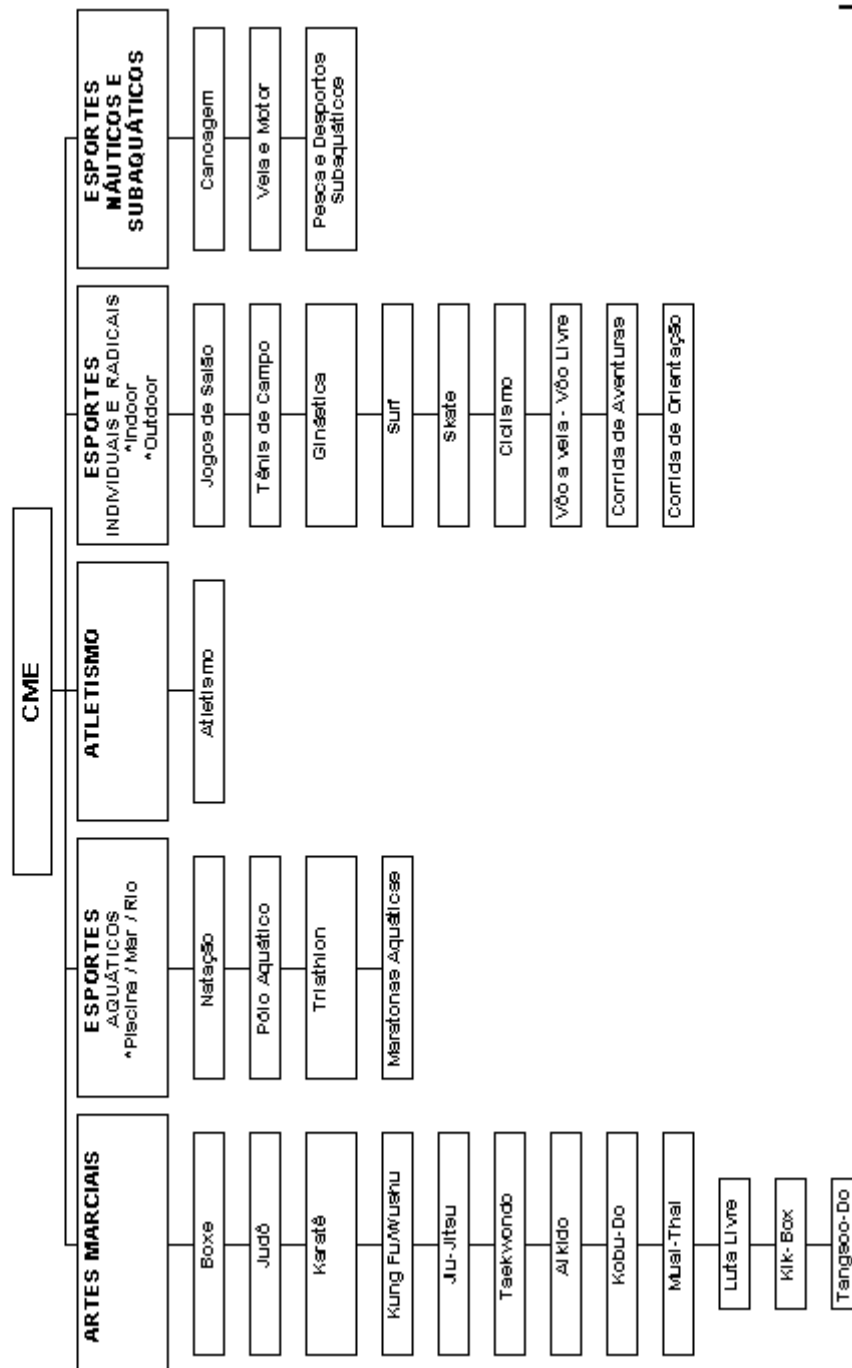 CME
ARTES MARCIAIS
Boxe
Judô
Karatê
Kung Fu/Wushu
Jiu-Jitsu
Taekwondo
Aikido
Kobu-Do
Muai-Thai
Luta Livre
Kik-Box
Tangsoo-Do
ESPORTES
AQUÁTICOS
*Piscina / Mar / Rio
Natação
Pólo Aquático
Triathlon
Maratonas Aquáticas
ATLETISMO
Atletismo
ESPORTES
INDIVIDUAIS E RADICAIS
*Indoor
*Outdoor
Jogos de Salão
Tênis de Campo
Ginástica
Surf
Skate
Ciclismo
Vôo a vela - Vôo Livre
Corrida de Aventuras
Corrida de Orientação
ESPORTES
NÁUTICOS E
SUBAQUÁTICOS
Canoagem
Vela e Motor
Pesca e Desportos
Subaquáticos